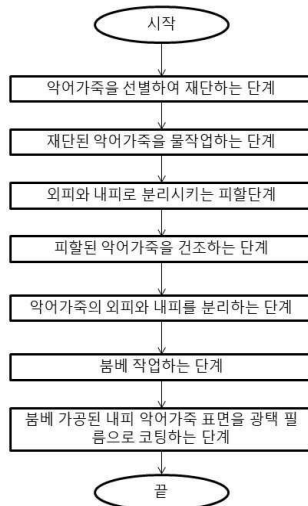 시작
악어가죽을 선별하여 재단하는 단계
재단된 악어가죽을 물작업하는 단계
외피와 내피로 분리시키는 피할단계
피할된 악어가죽을 건조하는 단계
악어가죽의 외피와 내피를 분리하는 단계
붐베 작업하는 단계
붐베 가공된 내피 악어가죽 표면을 광택 필
름으로 코팅하는 단계
끝